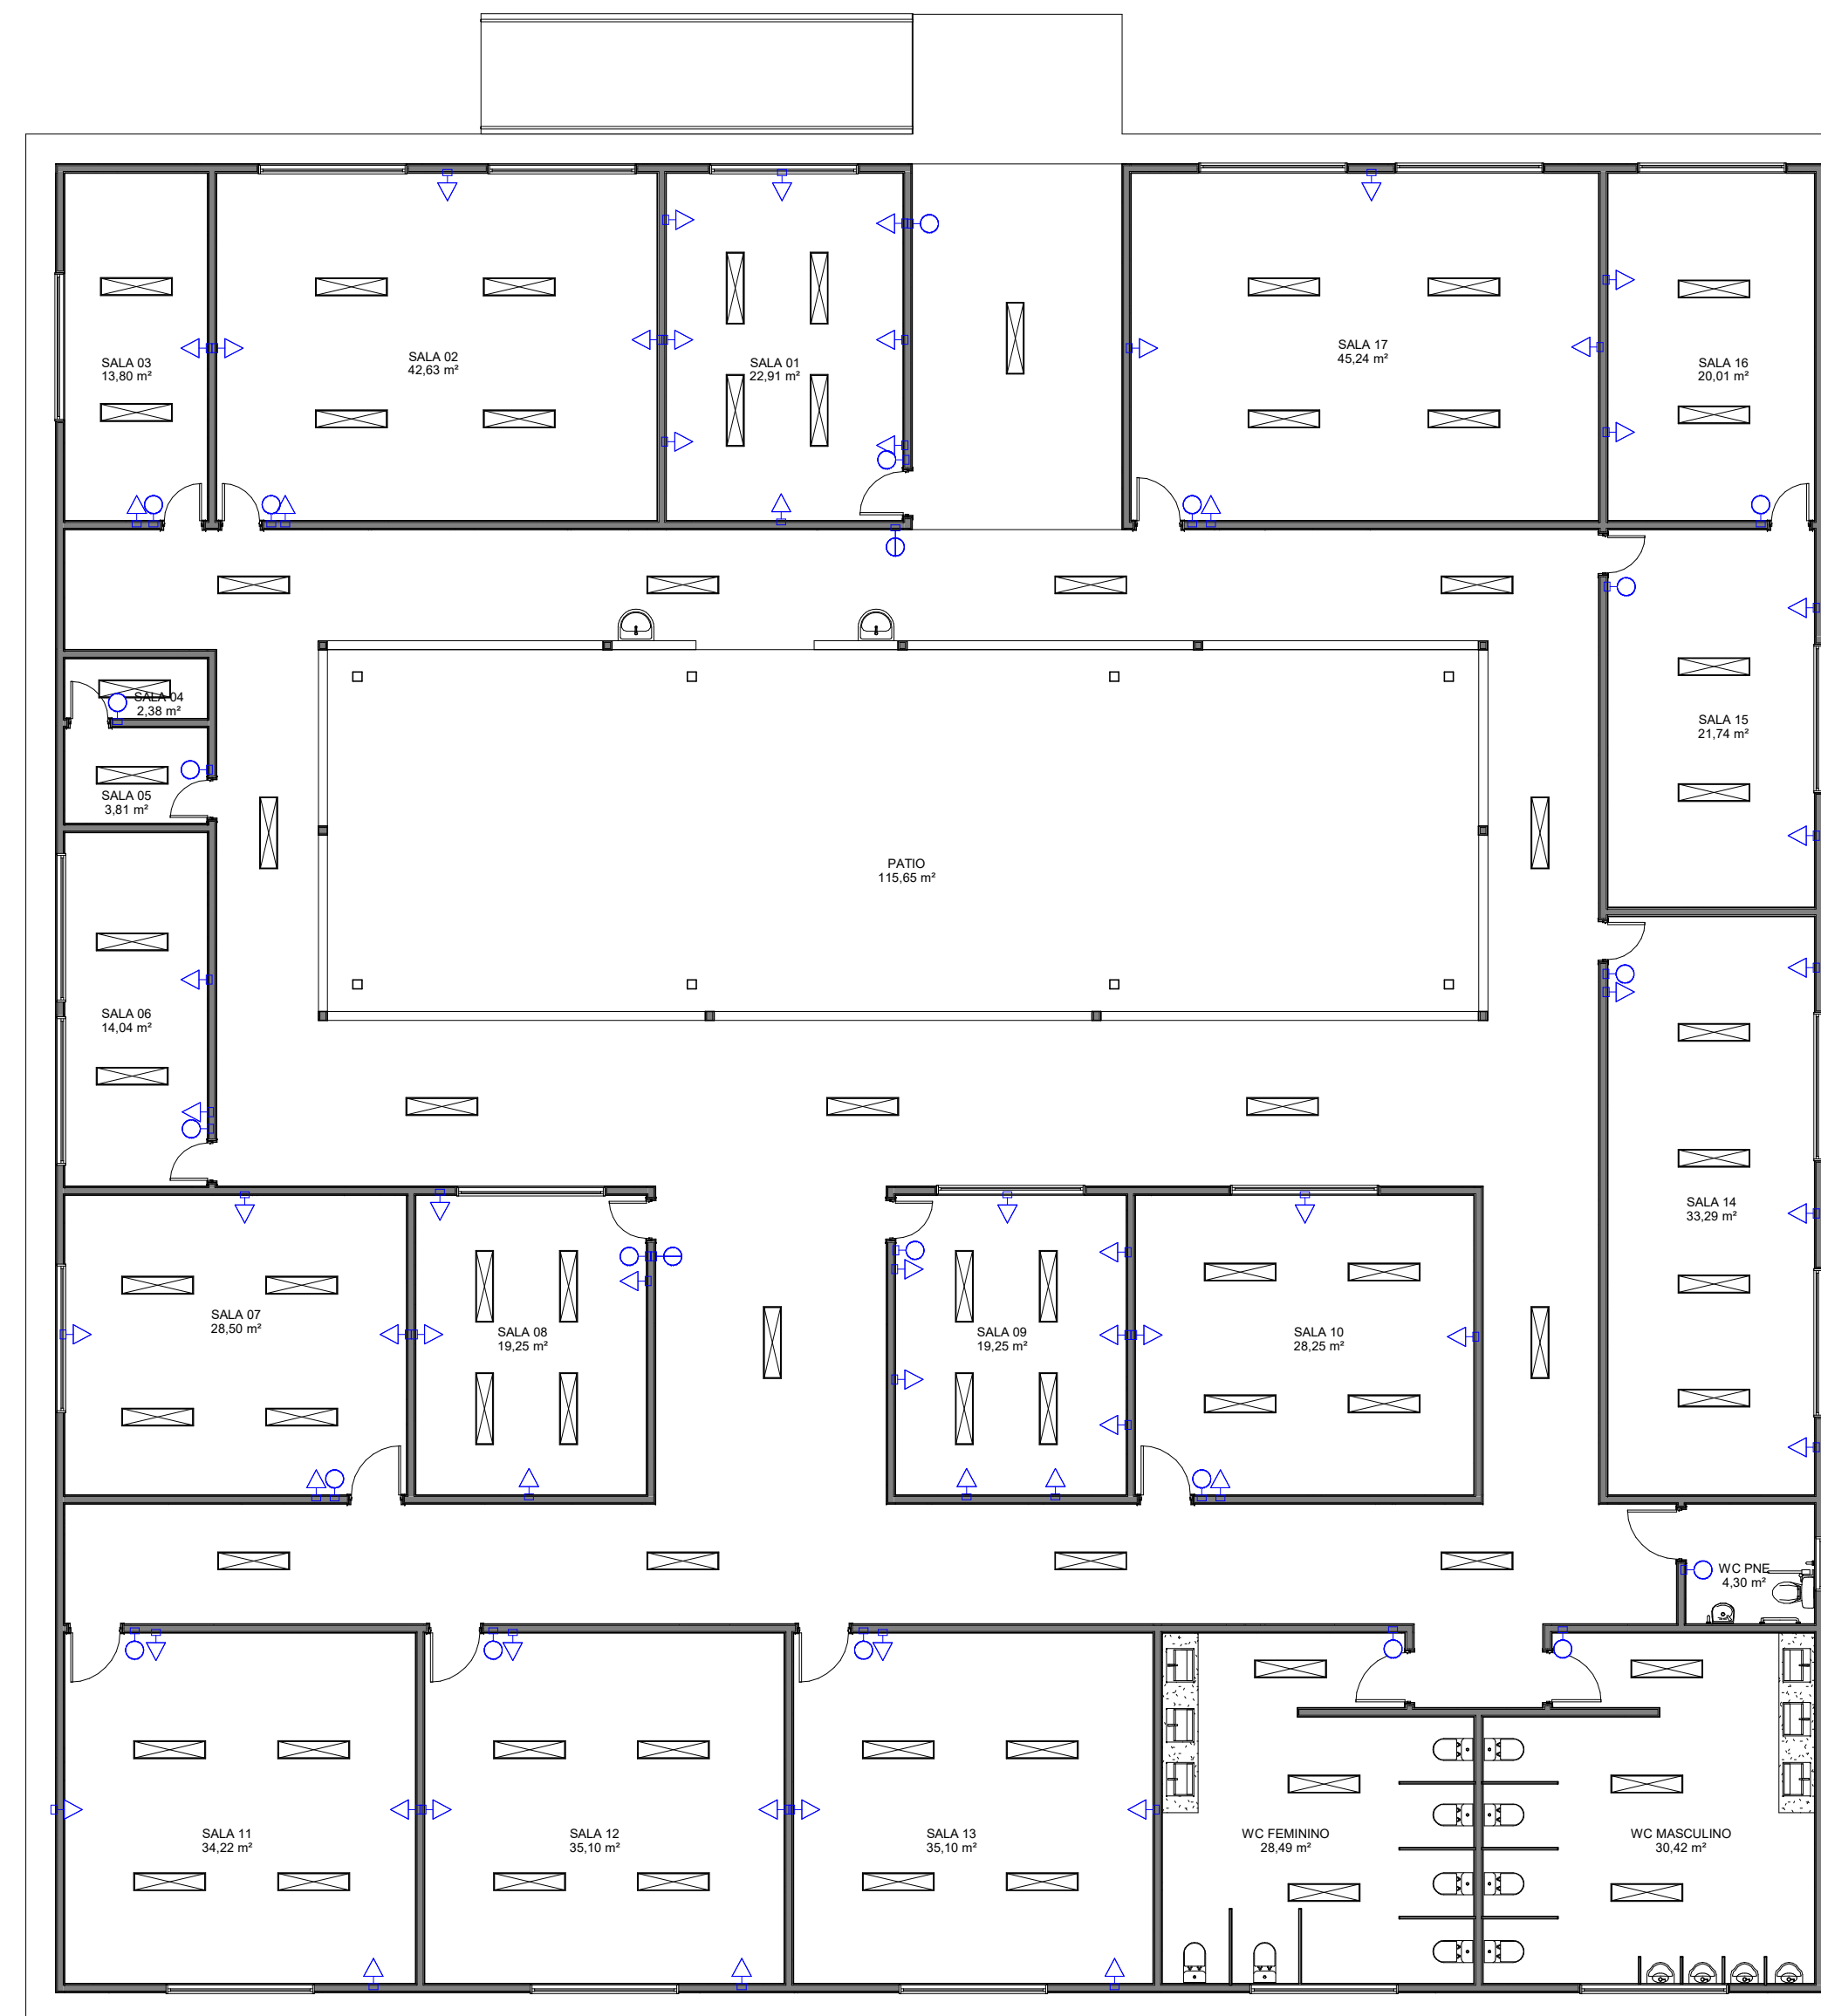 SALA 03
13,80 m²
SALA 02
42,63 m²
SALA 01
22,91 m²
SALA 17
45,24 m²
SALA 16
20,01 m²
SALA 04
2,38 m²
SALA 15
21,74 m²
SALA 05
3,81 m²
PATIO
115,65 m²
SALA 06
14,04 m²
SALA 14
33,29 m²
SALA 07
28,50 m²
SALA 08
19,25 m²
SALA 09
19,25 m²
SALA 10
28,25 m²
WC PNE
4,30 m²
SALA 11
34,22 m²
SALA 12
35,10 m²
SALA 13
35,10 m²
WC FEMININO
28,49 m²
WC MASCULINO
30,42 m²